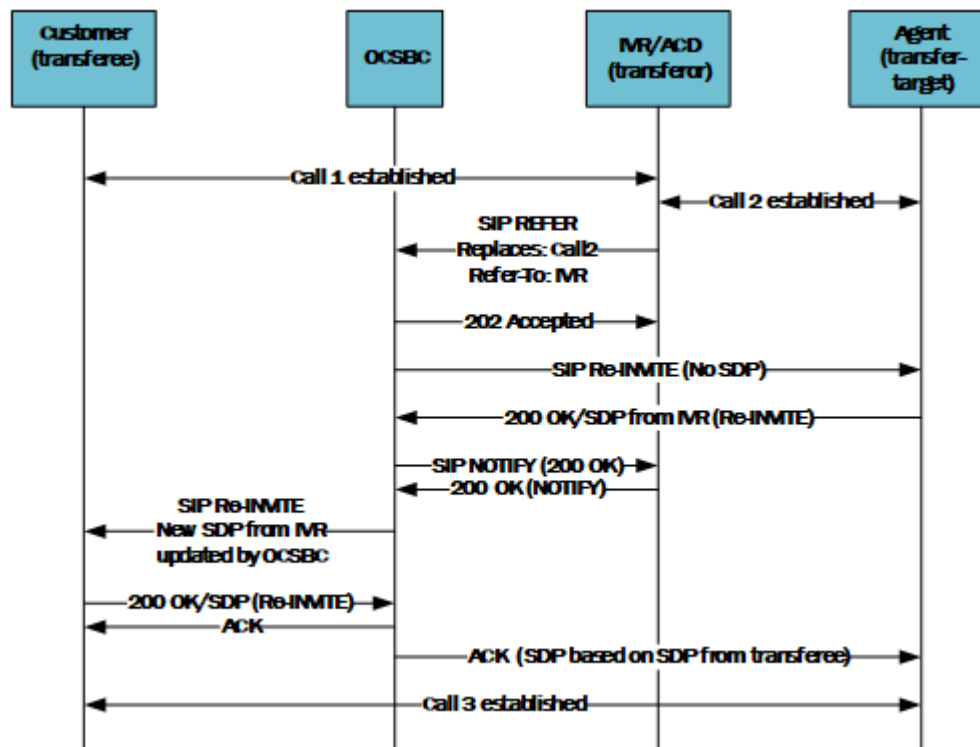 Customer
(transferee)
OCSBC
IVR/ACD
(transferor)
Agent
(transfer-
target)
Call 1 established
Call 2 established
SIP REFER
Replaces: Call2
Refer-To: IVR
202 Accepted
SIP Re-INVITE (No SDP)
200 OK/SDP from IVR (Re-INVITE)
SIP NOTIFY (200 OK)
200 OK (NOTIFY)
SIP Re-INVITE
New SDP from IVR
updated by OCSBC
200 OK/SDP (Re-INVITE)
ACK
ACK (SDP based on SDP from transferee)
Call 3 established